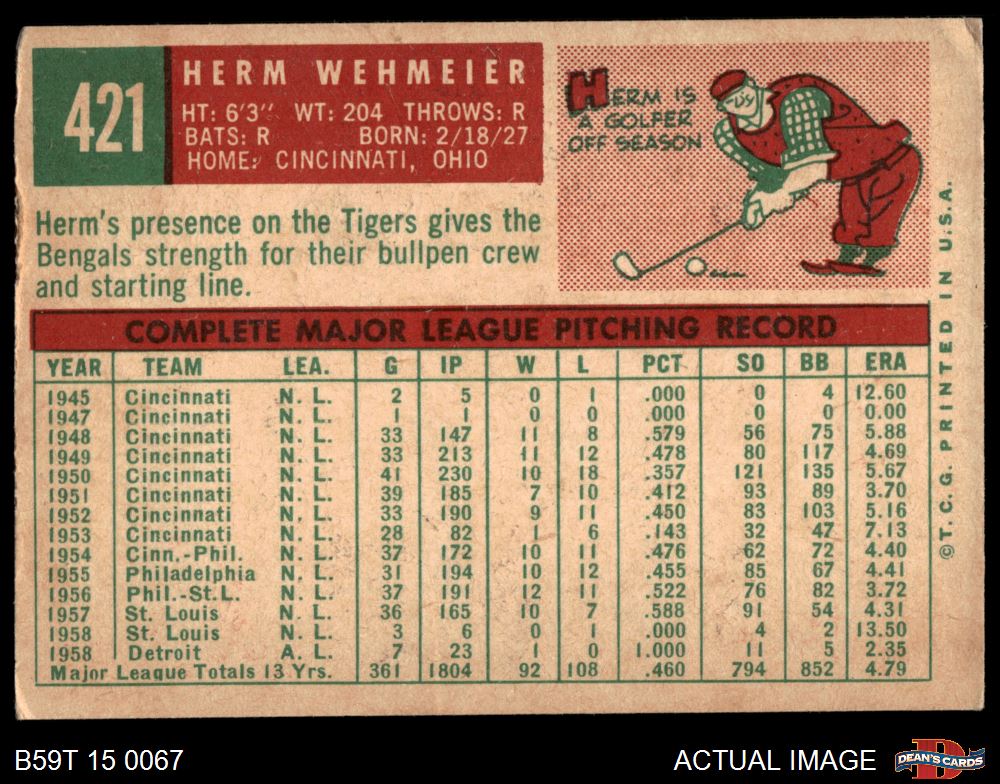 421
HERM WEHMEIER
HT: 6'3" WT: 204 THROWS: R
BATS: R BORN: 2/18/27
HOME: CINCINNATI, OHIO
HERM IS
A GOLFER
OFF SEASON
Herm's presence on the Tigers gives the
Bengals strength for their bullpen crew
and starting line.
COMPLETE MAJOR LEAGUE PITCHING RECORD
YEAR TEAM LEA. G IP W L PCT SO BB ERA
1945 Cincinnati N. L. 2 5 0 1 .000 0 4 12.60
1947 Cincinnati N. L. 1 1 0 0 .000 0 0 0.00
1948 Cincinnati N. L. 33 147 11 8 .579 56 75 5.88
1949 Cincinnati N. L. 33 213 11 12 .478 80 117 4.69
1950 Cincinnati N. L. 41 230 10 18 .357 121 135 5.67
1951 Cincinnati N. L. 39 185 7 10 .412 93 89 3.70
1952 Cincinnati N. L. 33 190 9 11 .450 83 103 5.16
1953 Cincinnati N. L. 28 82 1 6 .143 32 47 7.13
1954 Cinn.-Phil. N. L. 37 172 10 11 .476 62 72 4.40
1955 Philadelphia N. L. 31 194 10 12 .455 85 67 4.41
1956 Phil.-St.L. N. L. 37 191 12 11 .522 76 82 3.72
1957 St. Louis N. L. 36 165 10 7 .588 91 54 4.31
1958 St. Louis N. L. 3 6 0 1 .000 4 2 13.50
1958 Detroit A. L. 7 23 1 0 1.000 11 5 2.35
Major League Totals 13 Yrs. 361 1804 92 108 .460 794 852 4.79
©T. C. G. PRINTED IN U. S. A.
B59T 15 0067
ACTUAL IMAGE
D
DEAN'S CARDS